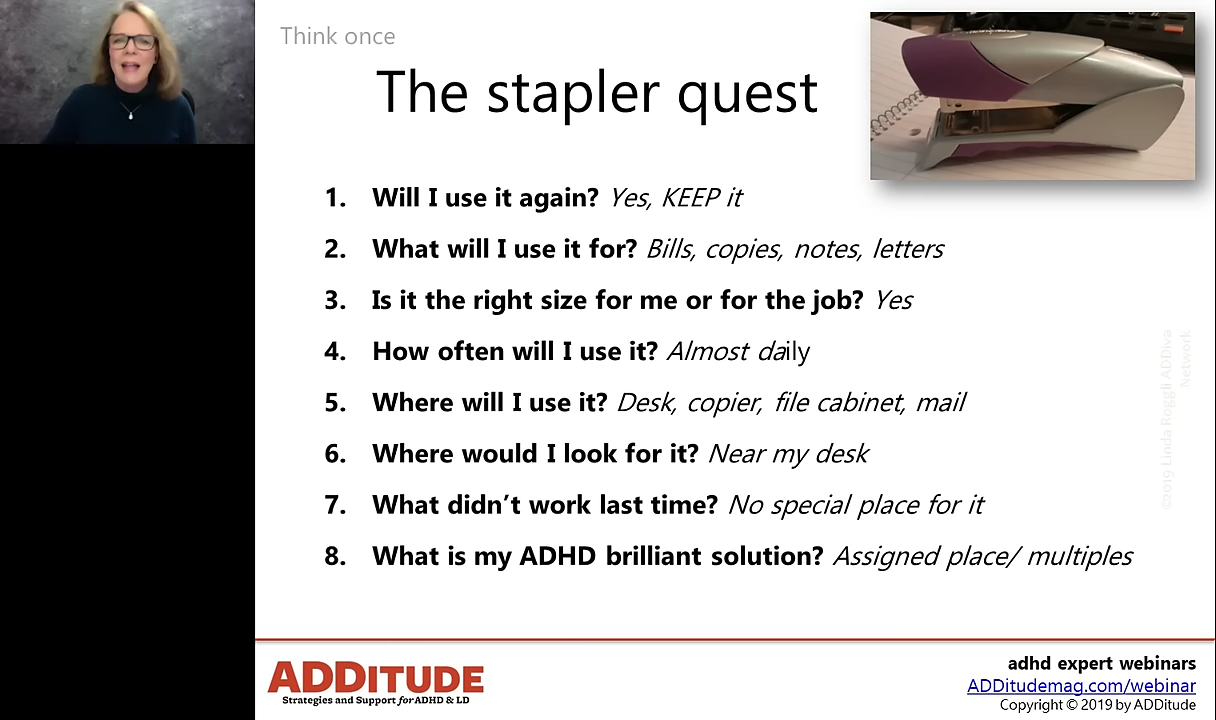 Think once
The stapler quest
1. Will I use it again? Yes, KEEP it
2. What will I use it for? Bills, copies, notes, letters
3. Is it the right size for me or for the job? Yes
4. How often will I use it? Almost daily
5. Where will I use it? Desk, copier, file cabinet, mail
6. Where would I look for it? Near my desk
7. What didn’t work last time? No special place for it
8. What is my ADHD brilliant solution? Assigned place/ multiples
©2019 Linda Roggli ADDiva
Network
ADDITUDE
Strategies and Support for ADHD & LD
adhd expert webinars
ADDitudemag.com/webinar
Copyright © 2019 by ADDitude